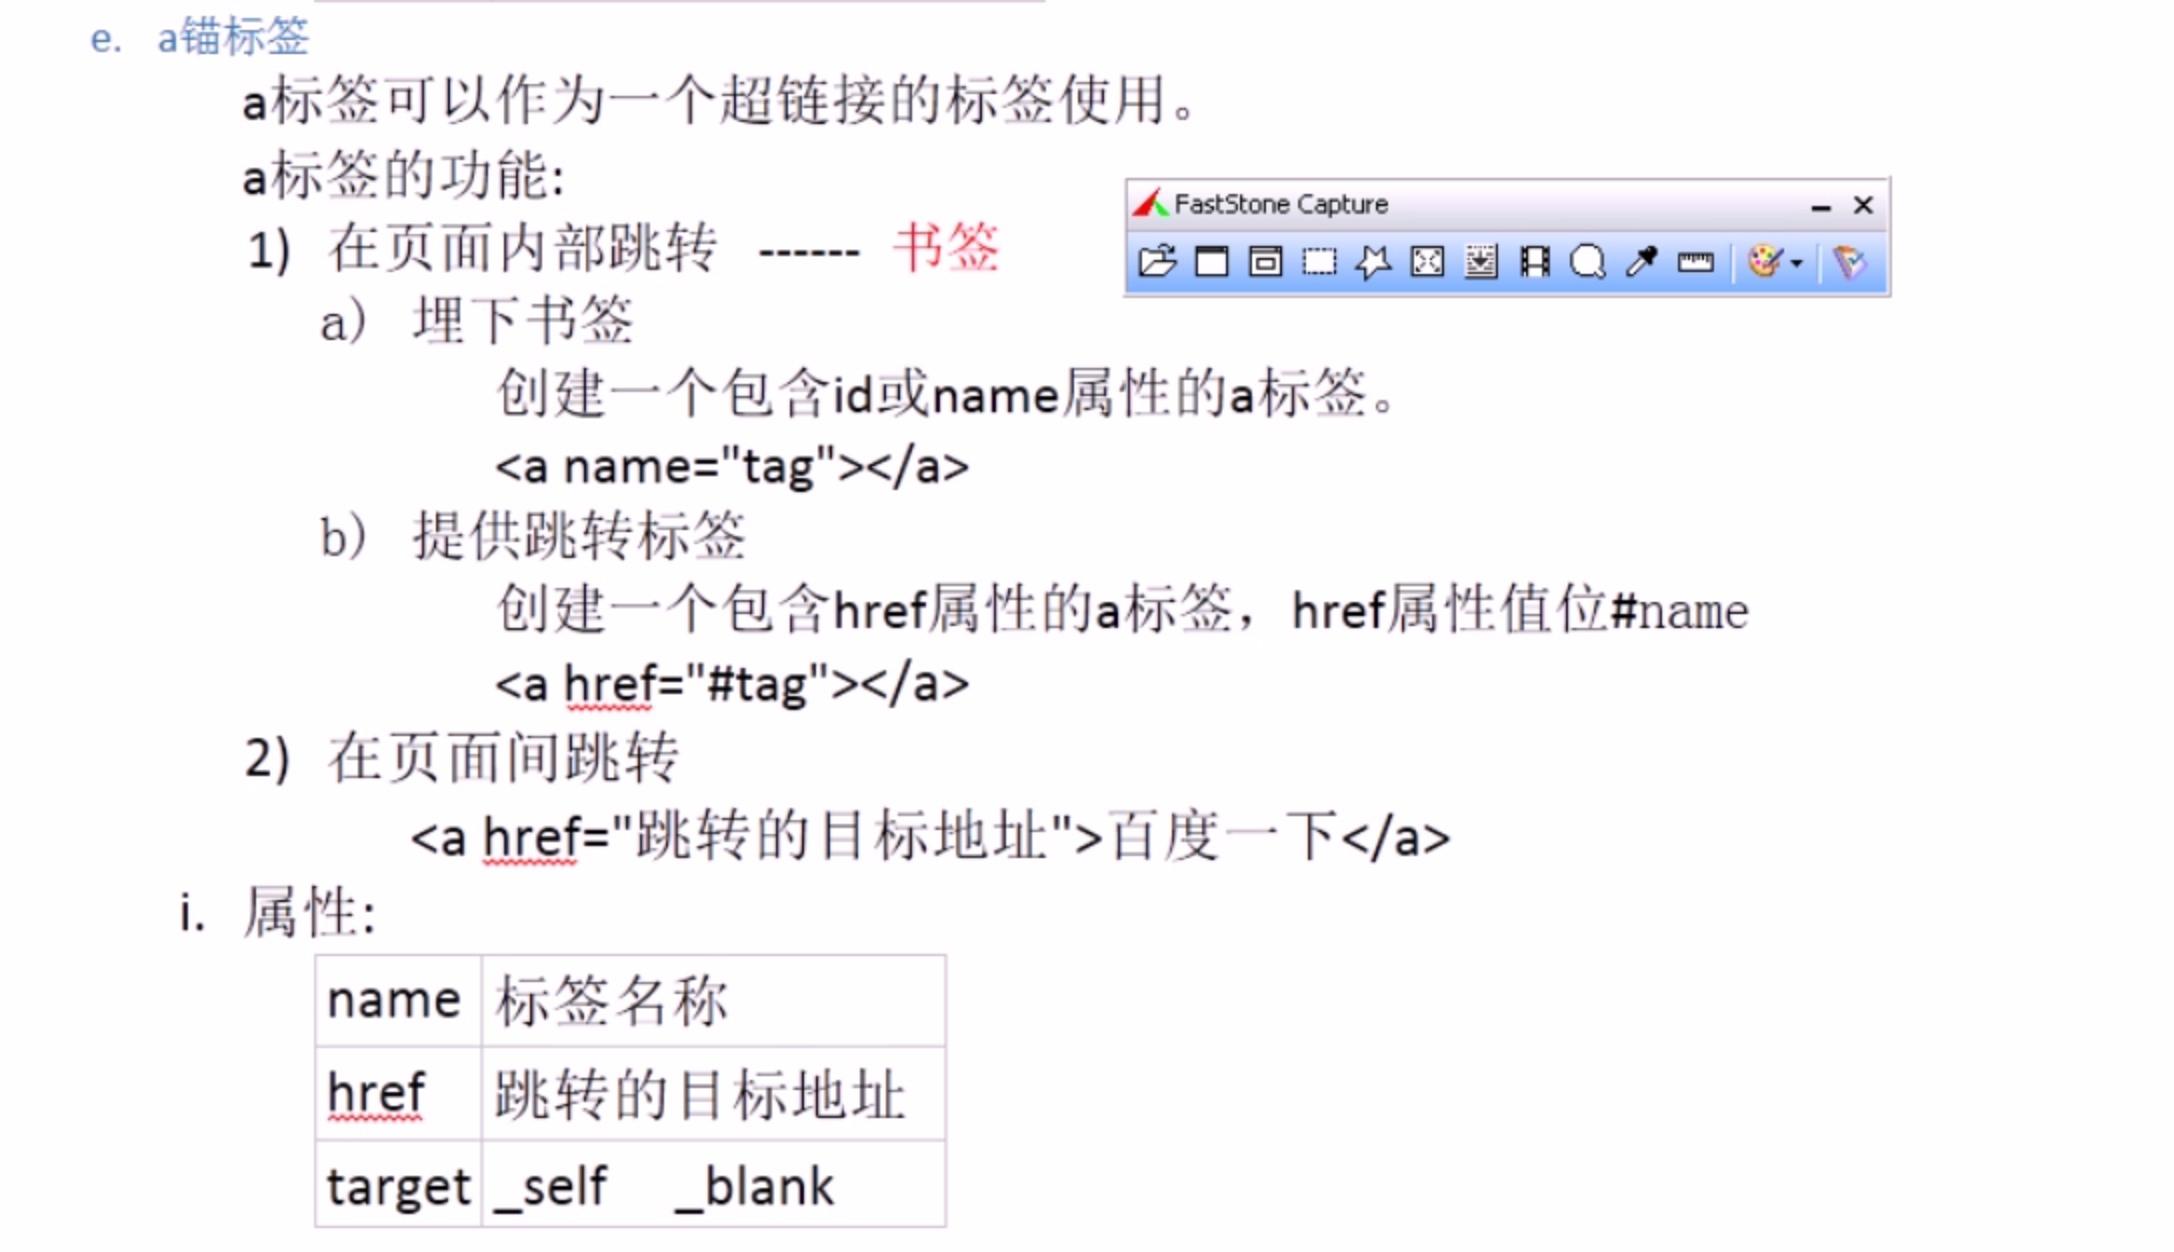 e. a锚标签
a标签可以作为一个超链接的标签使用。
a标签的功能:
1) 在页面内部跳转 ------ 书签
FastStone Capture
a) 埋下书签
创建一个包含id或name属性的a标签。
<a name="tag"></a>
b) 提供跳转标签
创建一个包含href属性的a标签，href属性值位#name
<a href="#tag"></a>
2) 在页面间跳转
<a href="跳转的目标地址">百度一下</a>
i. 属性:
name 标签名称
href 跳转的目标地址
target _self _blank